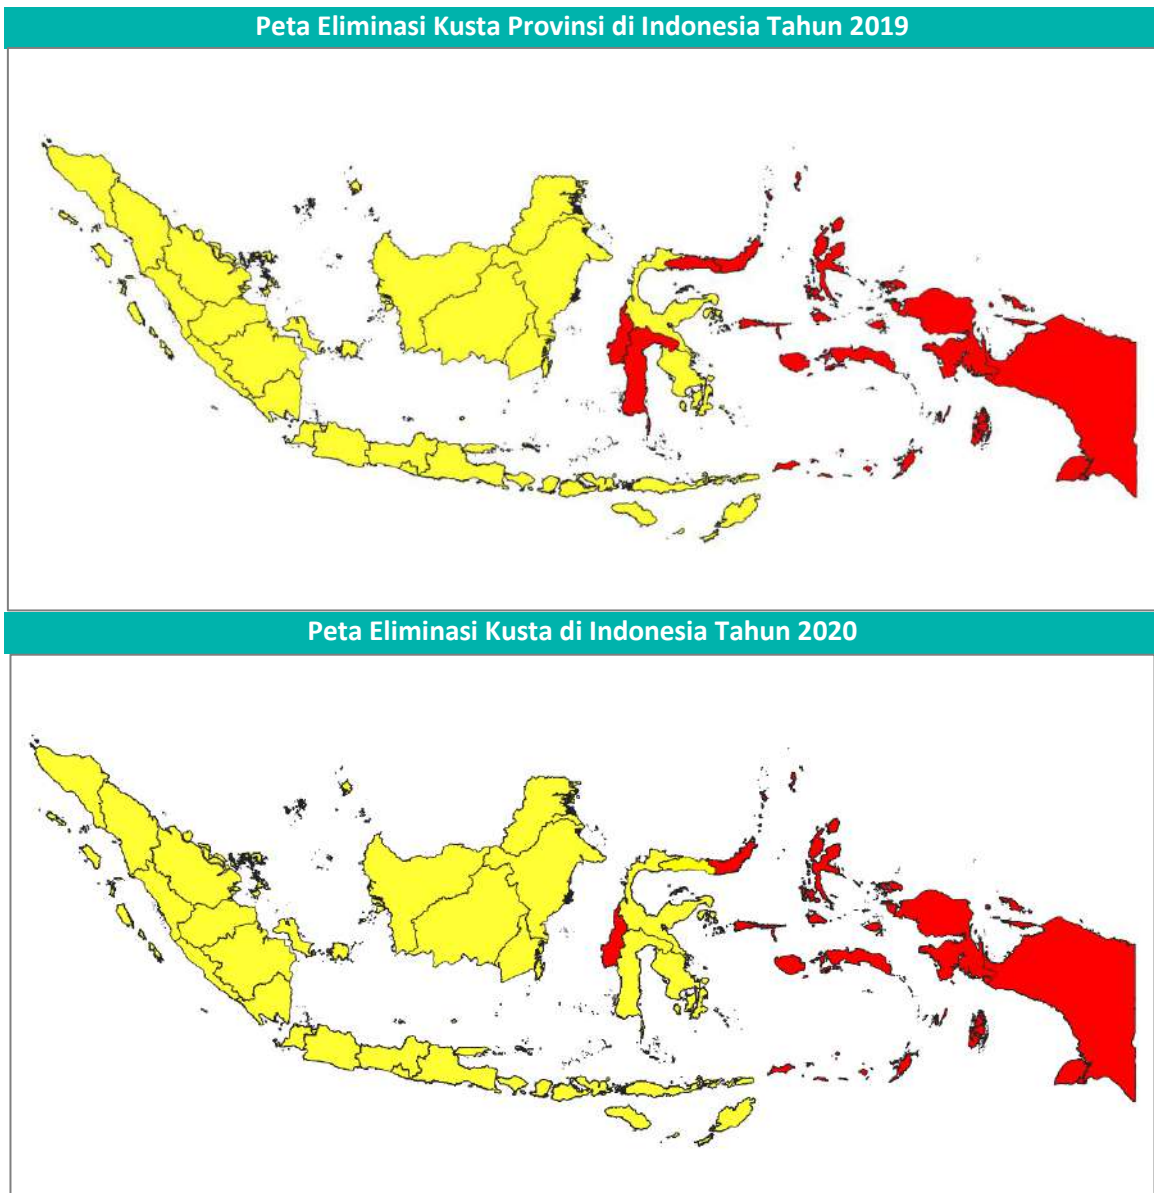 Peta Eliminasi Kusta Provinsi di Indonesia Tahun 2019
Peta Eliminasi Kusta di Indonesia Tahun 2020